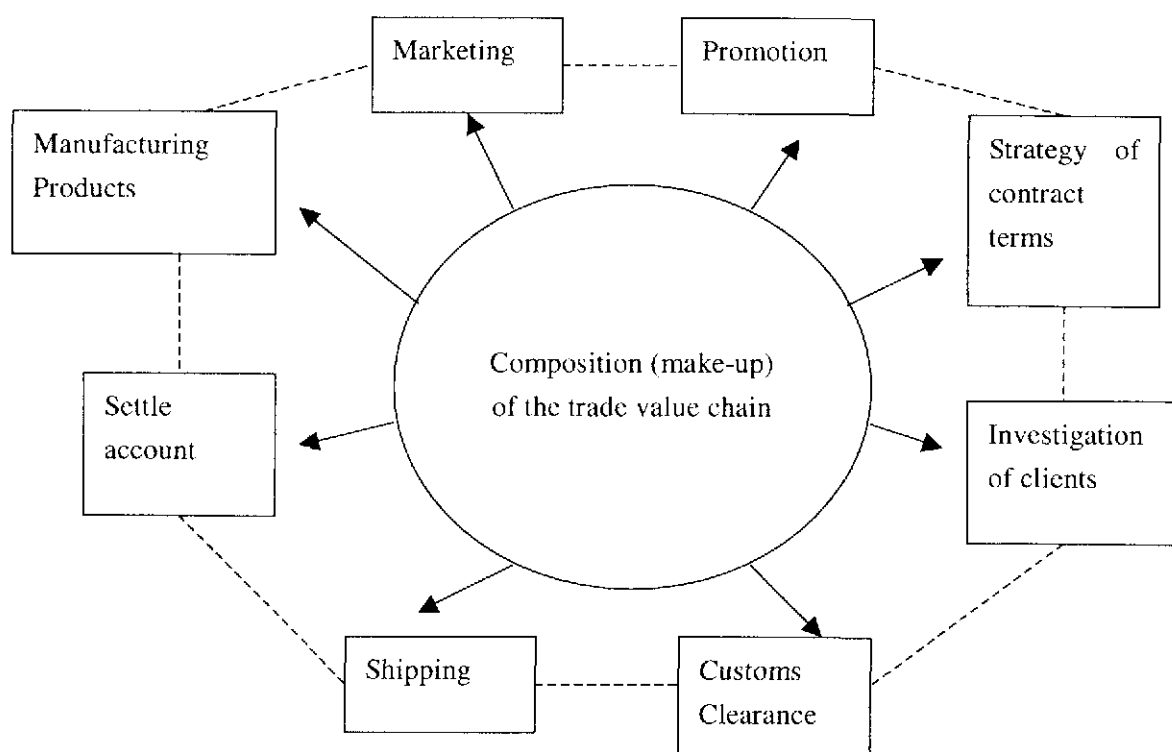 Marketing
Promotion
Manufacturing
Products
Strategy of
contract
terms
Composition (make-up)
of the trade value chain
Settle
account
Investigation
of clients
Shipping
Customs
Clearance